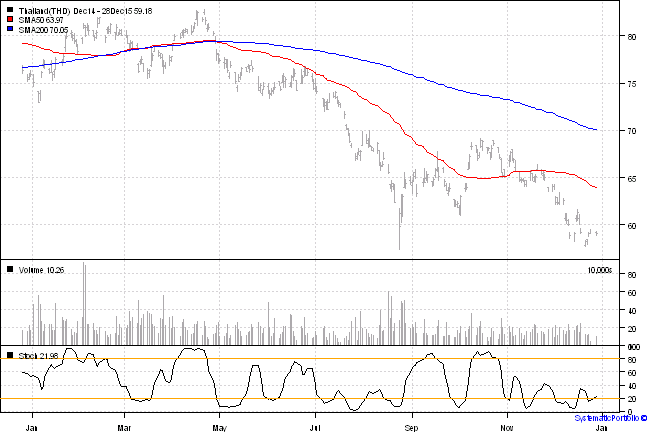 Thailand(THD) Dec14 - 28Dec15 59.18
SMA50 63.97
SMA200 70.05
80
75
70
65
60
Volume 10.26
10,000s
80
60
40
20
Stoch 21.98
100
80
60
40
20
0
Jan
Mar
May
Jul
Sep
Nov
Jan
SystematicPortfolio ©